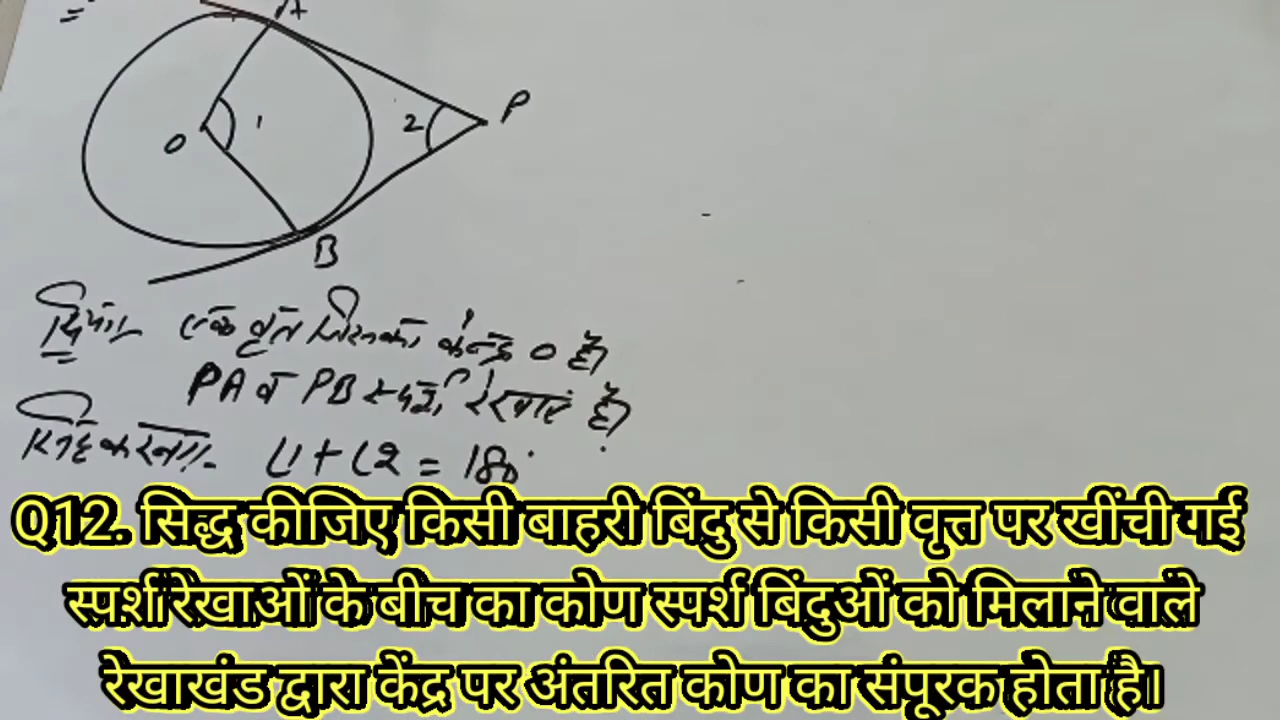 A
1
2
P
O
B
दिया- एक वृत जिसका केन्द्र O है।
PA व PB स्पर्श रेखाएं है।
सिद्ध करना- ∠1 + ∠2 = 180°
Q12. सिद्ध कीजिए किसी बाहरी बिंदु से किसी वृत्त पर खींची गई
स्पर्श रेखाओं के बीच का कोण स्पर्श बिंदुओं को मिलाने वाले
रेखाखंड द्वारा केंद्र पर अंतरित कोण का संपूरक होता है।